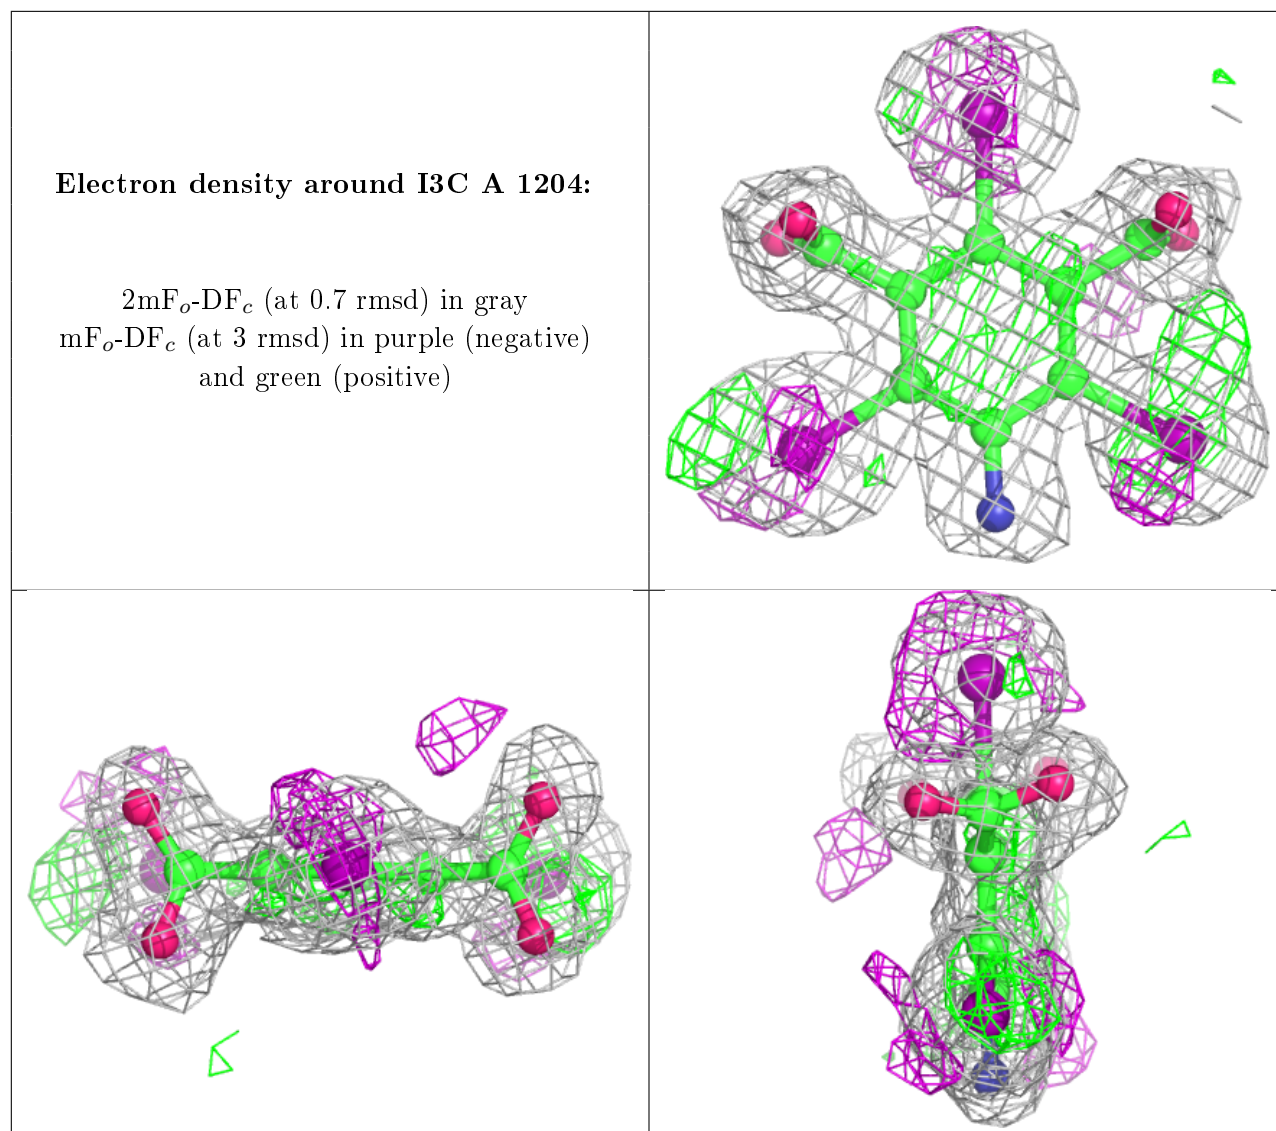 Electron density around I3C A 1204:
2mFo-DFc (at 0.7 rmsd) in gray
mFo-DFc (at 3 rmsd) in purple (negative)
and green (positive)